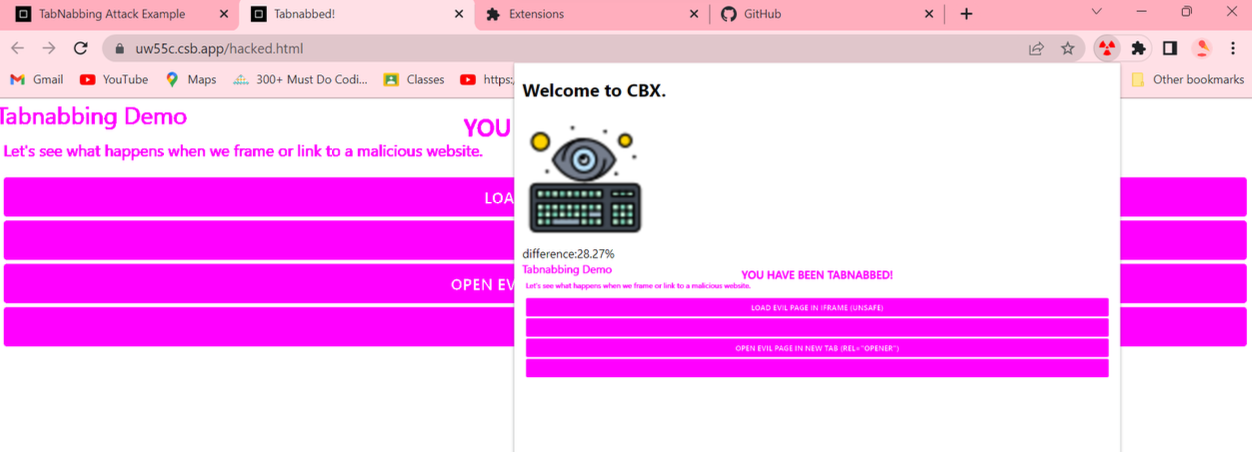 TabNabbing Attack Example
Tabnabbed!
Extensions
GitHub
uw55c.csb.app/hacked.html
Gmail
YouTube
Maps
300+ Must Do Codi...
Classes
https:
Other bookmarks
Tabnabbing Demo
YOU
Let's see what happens when we frame or link to a malicious website.
LOA
OPEN EV
Welcome to CBX.
difference:28.27%
Tabnabbing Demo
YOU HAVE BEEN TABNABBED!
Let's see what happens when we frame or link to a malicious website.
LOAD EVIL PAGE IN IFRAME (UNSAFE)
OPEN EVIL PAGE IN NEW TAB (REL="OPENER")